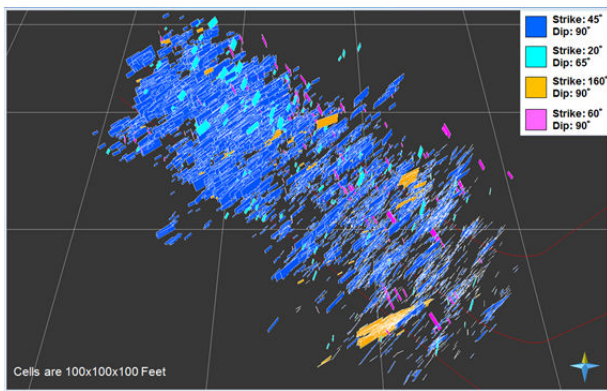 Strike: 45°
Dip: 90°
Strike: 20°
Dip: 65°
Strike: 160°
Dip: 90°
Strike: 60°
Dip: 90°
Cells are 100x100x100 Feet